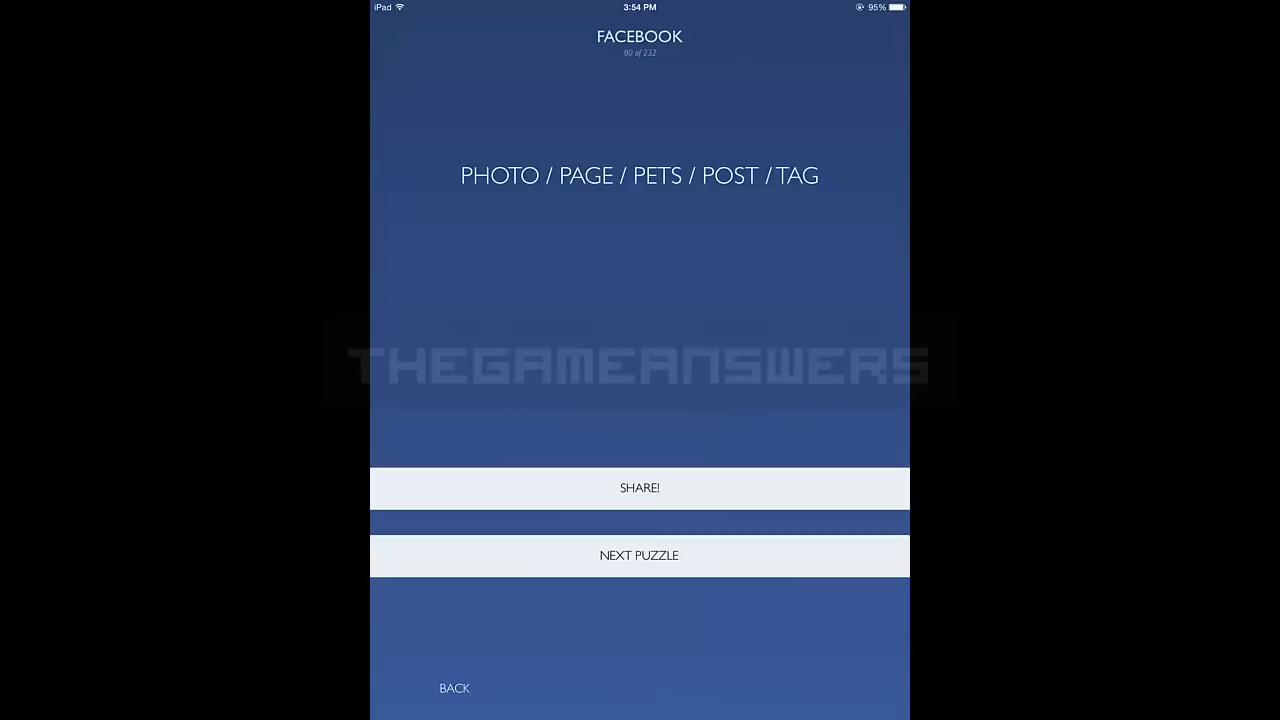 iPad 3:54 PM 95%
FACEBOOK
80 of 232
PHOTO / PAGE / PETS / POST / TAG
THEGAMEANSWERS
SHARE!
NEXT PUZZLE
BACK